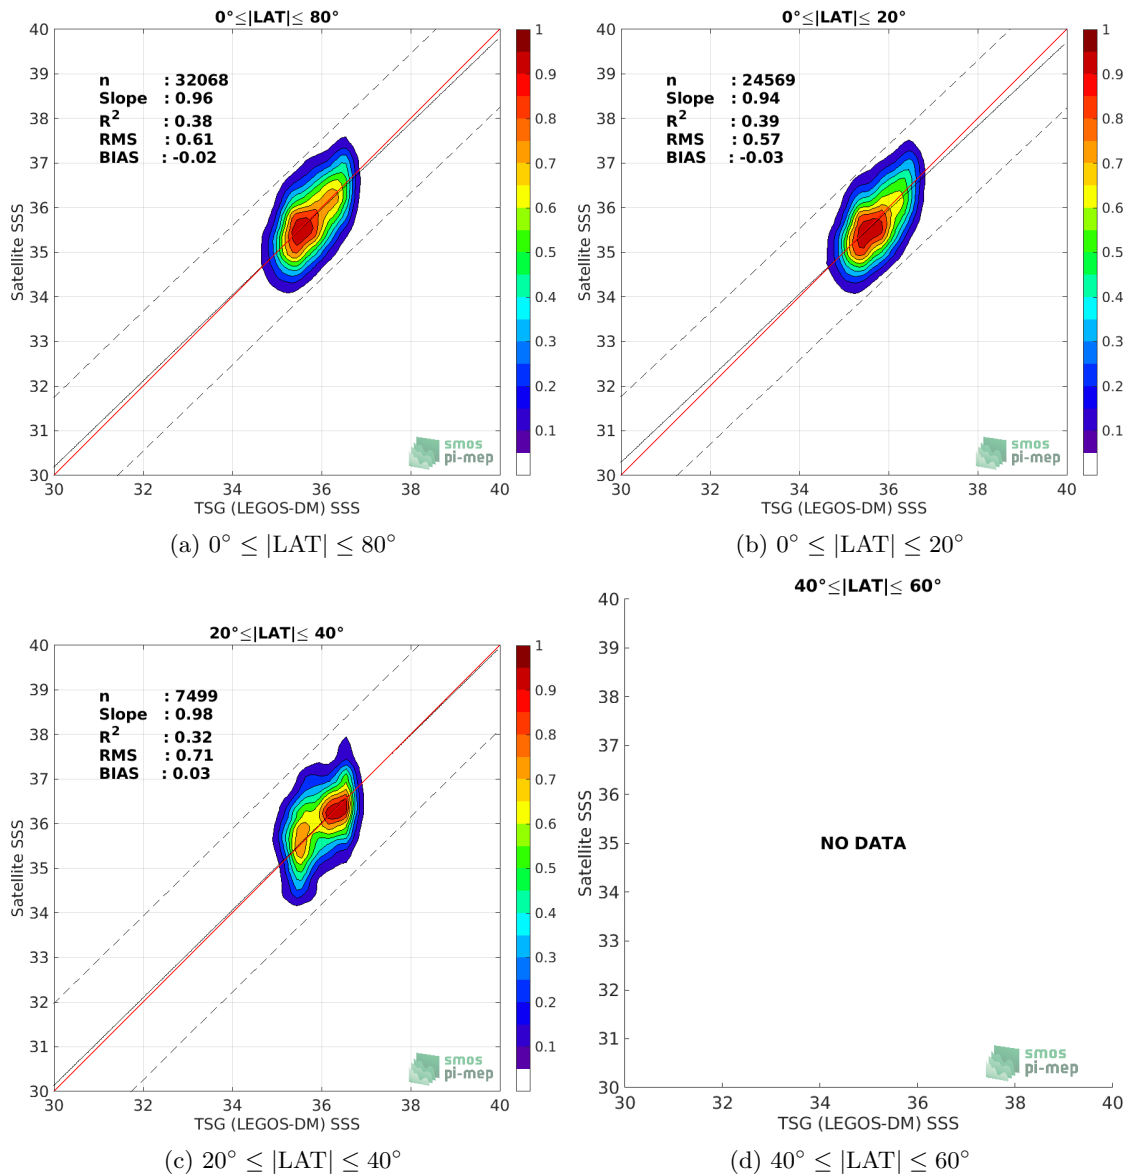 0°≤|LAT|≤ 80°
40
39
38
37
36
35
34
33
32
31
30
Satellite SSS
n : 32068
Slope : 0.96
R² : 0.38
RMS : 0.61
BIAS : -0.02
1
0.9
0.8
0.7
0.6
0.5
0.4
0.3
0.2
0.1
smos
pi-mep
30 32 34 36 38 40
TSG (LEGOS-DM) SSS
(a) 0° ≤ |LAT| ≤ 80°
0°≤|LAT|≤ 20°
40
39
38
37
36
35
34
33
32
31
30
Satellite SSS
n : 24569
Slope : 0.94
R² : 0.39
RMS : 0.57
BIAS : -0.03
1
0.9
0.8
0.7
0.6
0.5
0.4
0.3
0.2
0.1
smos
pi-mep
30 32 34 36 38 40
TSG (LEGOS-DM) SSS
(b) 0° ≤ |LAT| ≤ 20°
20°≤|LAT|≤ 40°
40
39
38
37
36
35
34
33
32
31
30
Satellite SSS
n : 7499
Slope : 0.98
R² : 0.32
RMS : 0.71
BIAS : 0.03
1
0.9
0.8
0.7
0.6
0.5
0.4
0.3
0.2
0.1
smos
pi-mep
30 32 34 36 38 40
TSG (LEGOS-DM) SSS
(c) 20° ≤ |LAT| ≤ 40°
40°≤|LAT|≤ 60°
40
39
38
37
36
35
34
33
32
31
30
Satellite SSS
NO DATA
smos
pi-mep
30 32 34 36 38 40
TSG (LEGOS-DM) SSS
(d) 40° ≤ |LAT| ≤ 60°